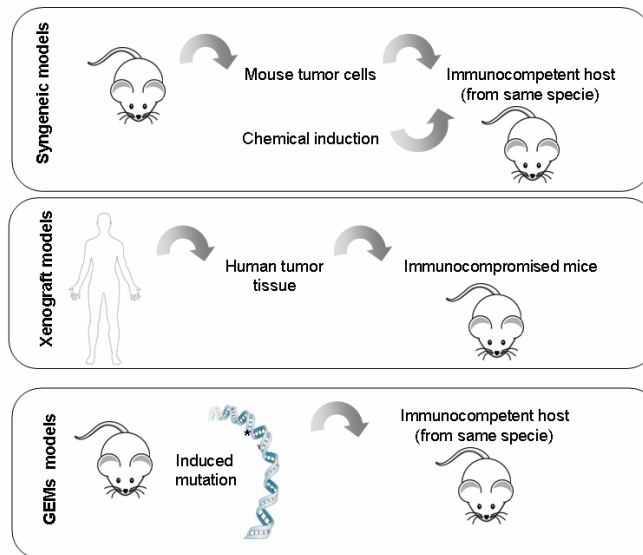 Syngeneic models
Mouse tumor cells
Immunocompetent host
(from same specie)
Chemical induction
Xenograft models
Human tumor
tissue
Immunocompromised mice
GEMs models
Induced
mutation
*
Immunocompetent host
(from same specie)